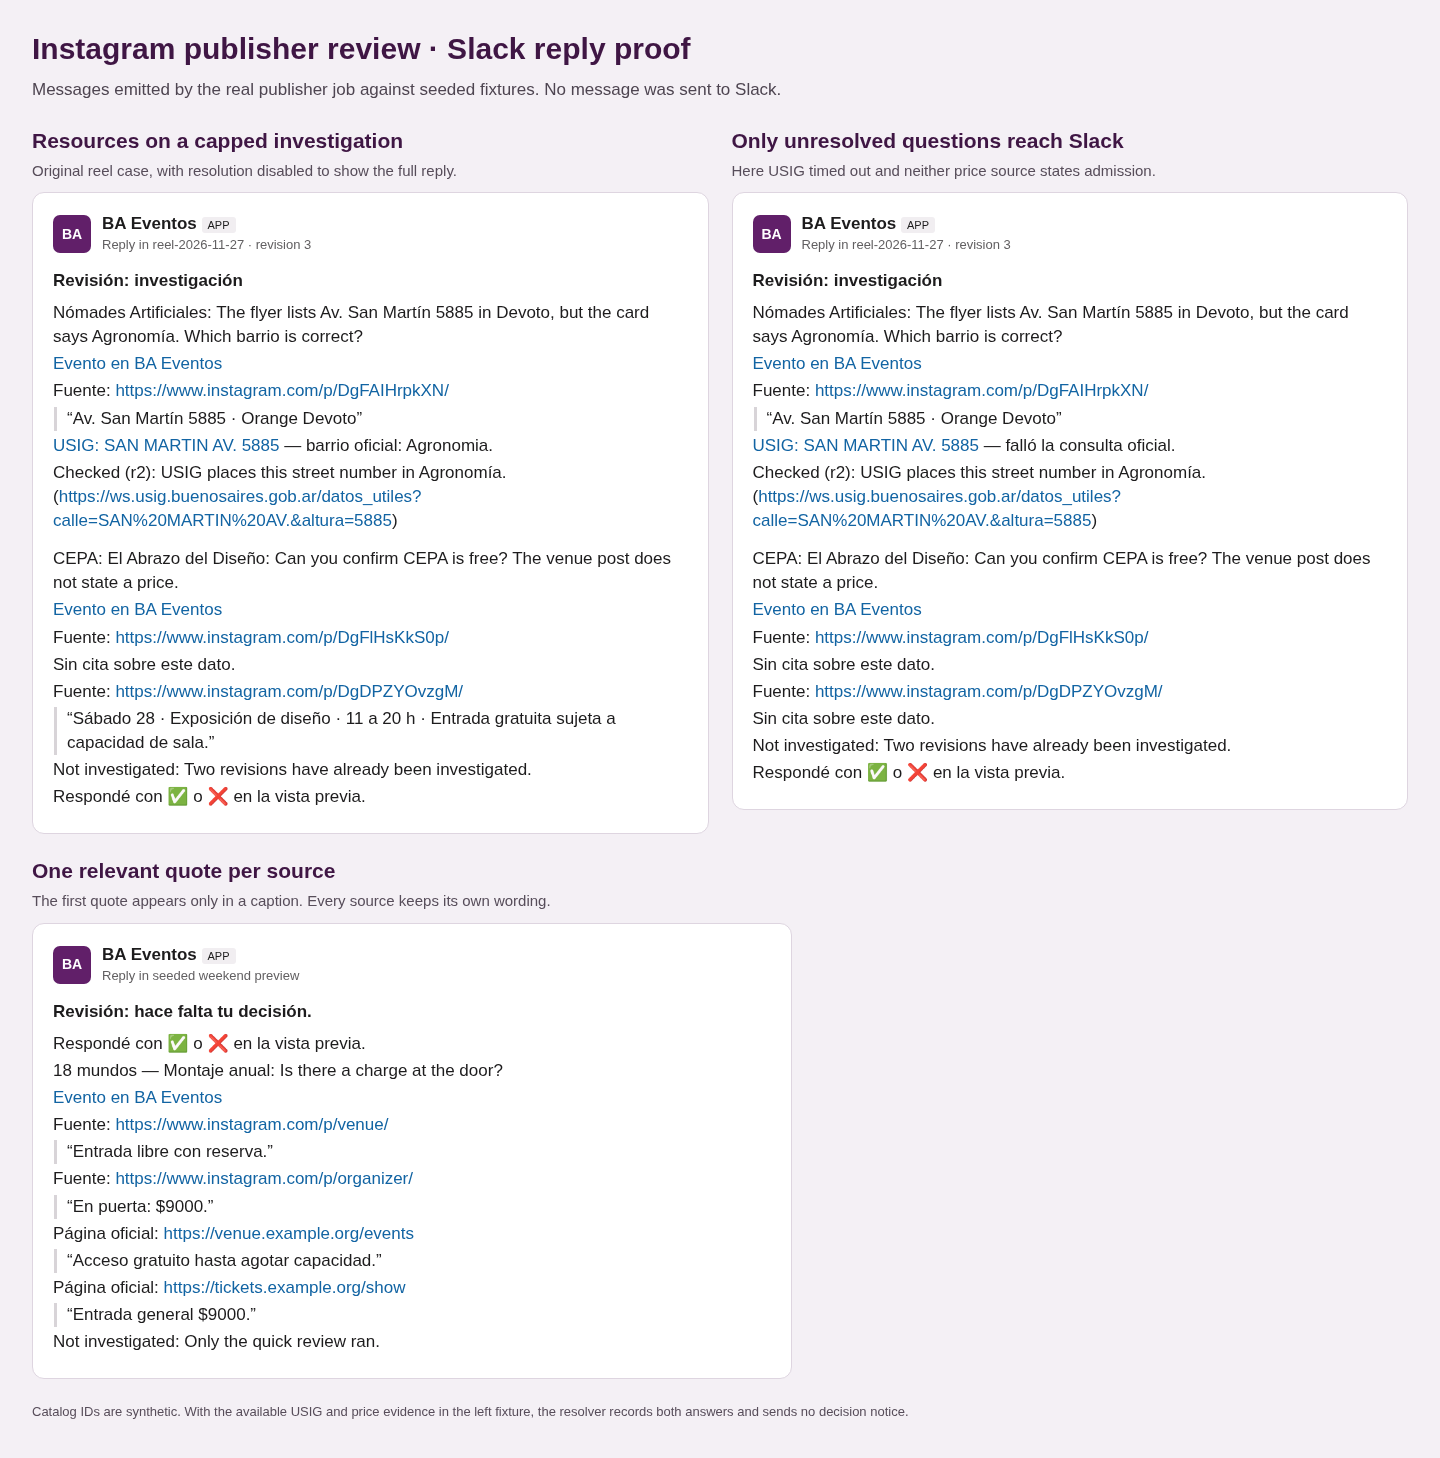 Instagram publisher review · Slack reply proof
Messages emitted by the real publisher job against seeded fixtures. No message was sent to Slack.
Resources on a capped investigation
Original reel case, with resolution disabled to show the full reply.
BA
BA Eventos APP
Reply in reel-2026-11-27 · revision 3
Revisión: investigación
Nómades Artificiales: The flyer lists Av. San Martín 5885 in Devoto, but the card
says Agronomía. Which barrio is correct?
Evento en BA Eventos
Fuente: https://www.instagram.com/p/DgFAIHrpkXN/
“Av. San Martín 5885 · Orange Devoto”
USIG: SAN MARTIN AV. 5885 — barrio oficial: Agronomia.
Checked (r2): USIG places this street number in Agronomía.
(https://ws.usig.buenosaires.gob.ar/datos_utiles?
calle=SAN%20MARTIN%20AV.&altura=5885)
CEPA: El Abrazo del Diseño: Can you confirm CEPA is free? The venue post does
not state a price.
Evento en BA Eventos
Fuente: https://www.instagram.com/p/DgFlHsKkS0p/
Sin cita sobre este dato.
Fuente: https://www.instagram.com/p/DgDPZYOvzgM/
“Sábado 28 · Exposición de diseño · 11 a 20 h · Entrada gratuita sujeta a
capacidad de sala.”
Not investigated: Two revisions have already been investigated.
Respondé con ✅ o ❌ en la vista previa.
Only unresolved questions reach Slack
Here USIG timed out and neither price source states admission.
BA
BA Eventos APP
Reply in reel-2026-11-27 · revision 3
Revisión: investigación
Nómades Artificiales: The flyer lists Av. San Martín 5885 in Devoto, but the card
says Agronomía. Which barrio is correct?
Evento en BA Eventos
Fuente: https://www.instagram.com/p/DgFAIHrpkXN/
“Av. San Martín 5885 · Orange Devoto”
USIG: SAN MARTIN AV. 5885 — falló la consulta oficial.
Checked (r2): USIG places this street number in Agronomía.
(https://ws.usig.buenosaires.gob.ar/datos_utiles?
calle=SAN%20MARTIN%20AV.&altura=5885)
CEPA: El Abrazo del Diseño: Can you confirm CEPA is free? The venue post does
not state a price.
Evento en BA Eventos
Fuente: https://www.instagram.com/p/DgFlHsKkS0p/
Sin cita sobre este dato.
Fuente: https://www.instagram.com/p/DgDPZYOvzgM/
Sin cita sobre este dato.
Not investigated: Two revisions have already been investigated.
Respondé con ✅ o ❌ en la vista previa.
One relevant quote per source
The first quote appears only in a caption. Every source keeps its own wording.
BA
BA Eventos APP
Reply in seeded weekend preview
Revisión: hace falta tu decisión.
Respondé con ✅ o ❌ en la vista previa.
18 mundos — Montaje anual: Is there a charge at the door?
Evento en BA Eventos
Fuente: https://www.instagram.com/p/venue/
“Entrada libre con reserva.”
Fuente: https://www.instagram.com/p/organizer/
“En puerta: $9000.”
Página oficial: https://venue.example.org/events
“Acceso gratuito hasta agotar capacidad.”
Página oficial: https://tickets.example.org/show
“Entrada general $9000.”
Not investigated: Only the quick review ran.
Catalog IDs are synthetic. With the available USIG and price evidence in the left fixture, the resolver records both answers and sends no decision notice.